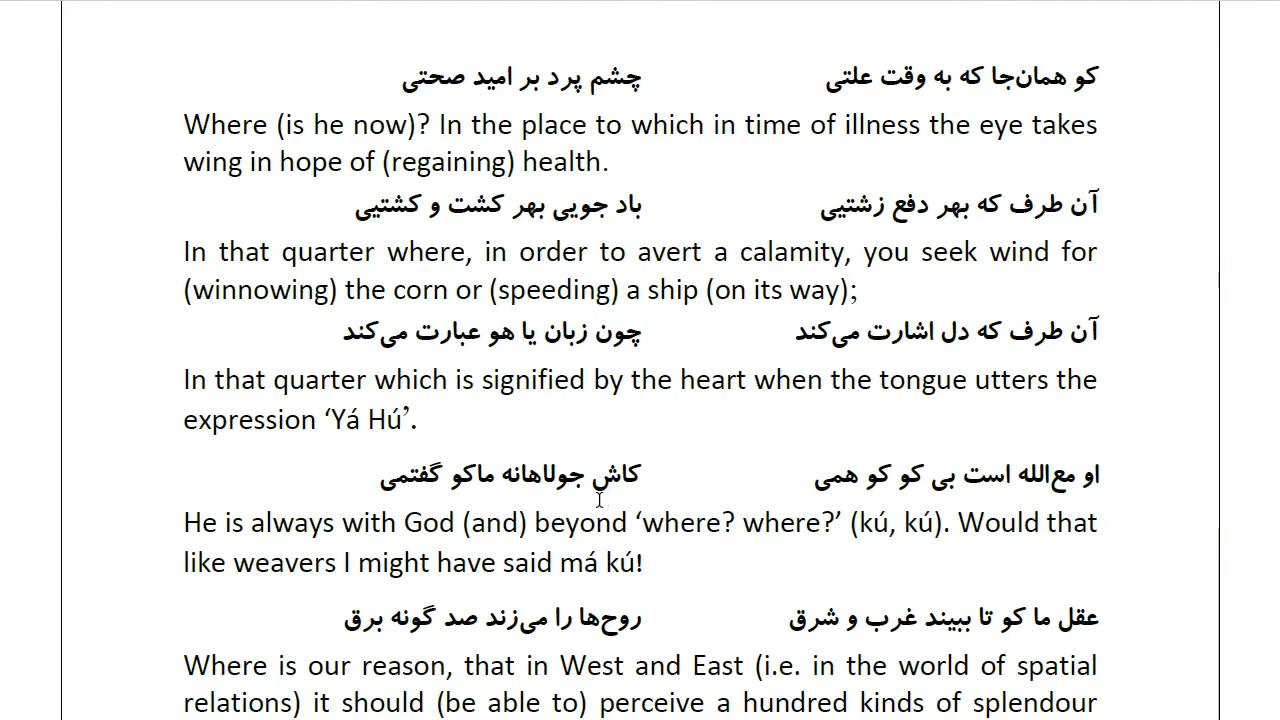 کو همان‌جا که به وقت علتی چشم پرد بر امید صحتی
Where (is he now)? In the place to which in time of illness the eye takes
wing in hope of (regaining) health.
آن طرف که بهر دفع زشتیی باد جویی بهر کشت و کشتیی
In that quarter where, in order to avert a calamity, you seek wind for
(winnowing) the corn or (speeding) a ship (on its way);
آن طرف که دل اشارت می‌کند چون زبان یا هو عبارت می‌کند
In that quarter which is signified by the heart when the tongue utters the
expression ‘Yá Hú’.
او مع‌الله است بی کو کو همی کاش جولاهانه ماکو گفتمی
He is always with God (and) beyond ‘where? where?’ (kú, kú). Would that
like weavers I might have said má kú!
عقل ما کو تا ببیند غرب و شرق روح‌ها را می‌زند صد گونه برق
Where is our reason, that in West and East (i.e. in the world of spatial
relations) it should (be able to) perceive a hundred kinds of splendour